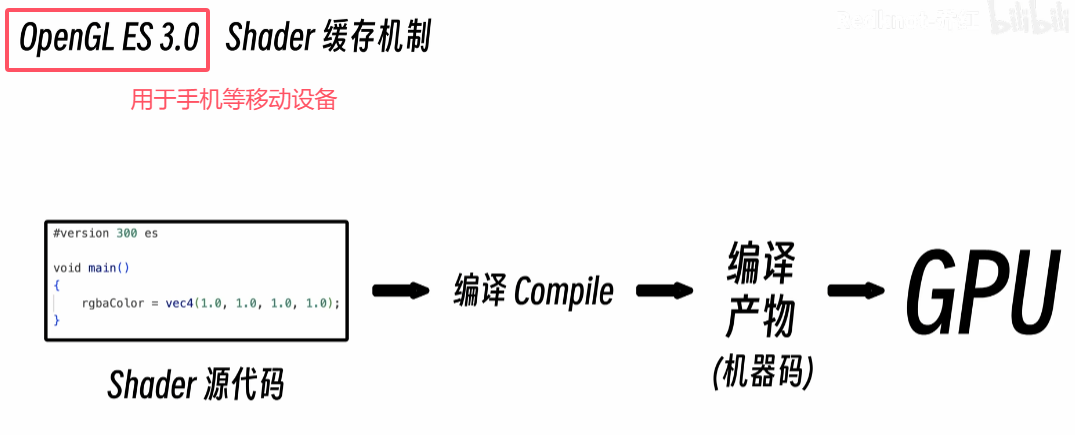 OpenGL ES 3.0 Shader 缓存机制
bilibili
用于手机等移动设备
#version 300 es
void main()
{
rgbaColor = vec4(1.0, 1.0, 1.0, 1.0);
}
编译 Compile
编译
产物
(机器码)
GPU
Shader 源代码